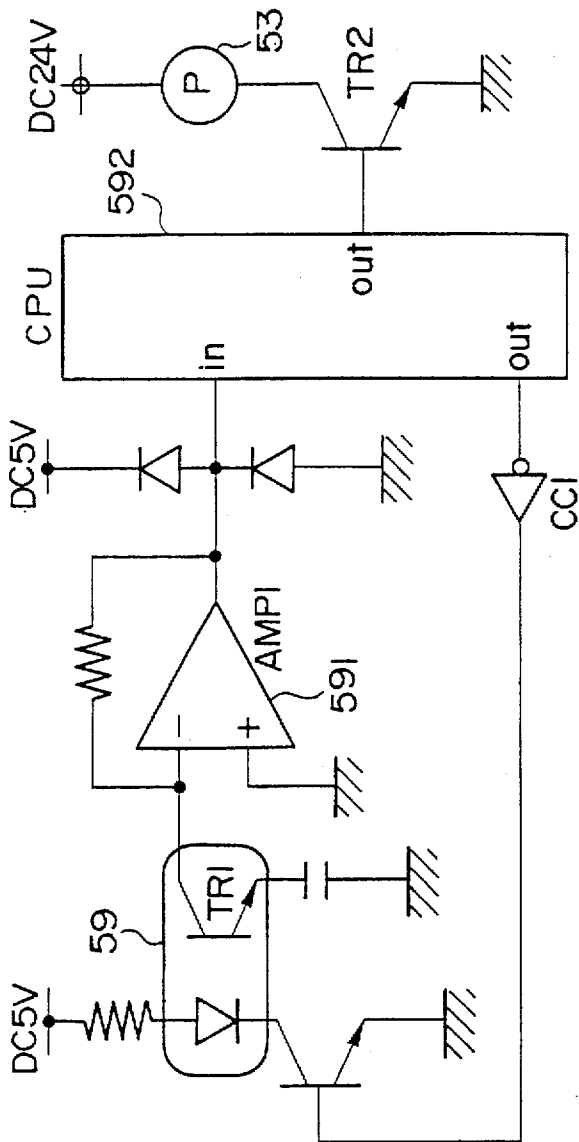 DC5V
59
TR1
AMP1
591
+
−
DC5V
CPU
592
in
out
out
CC1
DC24V
P
53
TR2